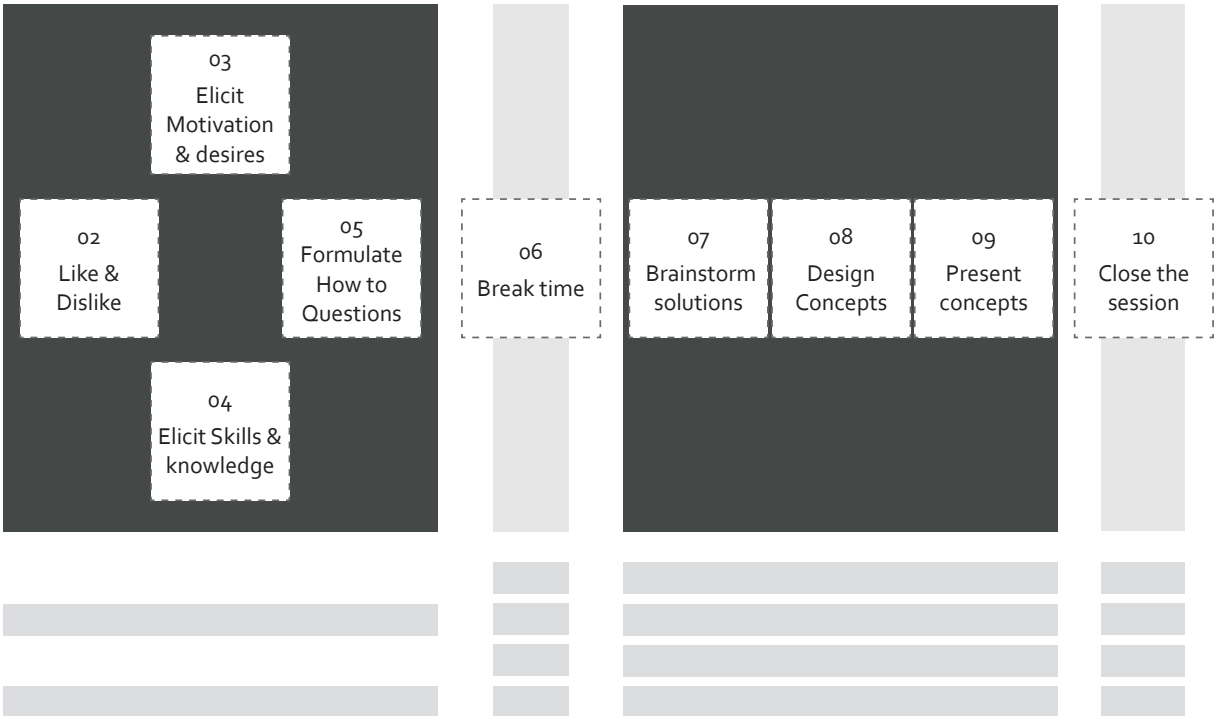 03
Elicit
Motivation
& desires
02
Like &
Dislike
05
Formulate
How to
Questions
04
Elicit Skills &
knowledge
06
Break time
07
Brainstorm
solutions
08
Design
Concepts
09
Present
concepts
10
Close the
session